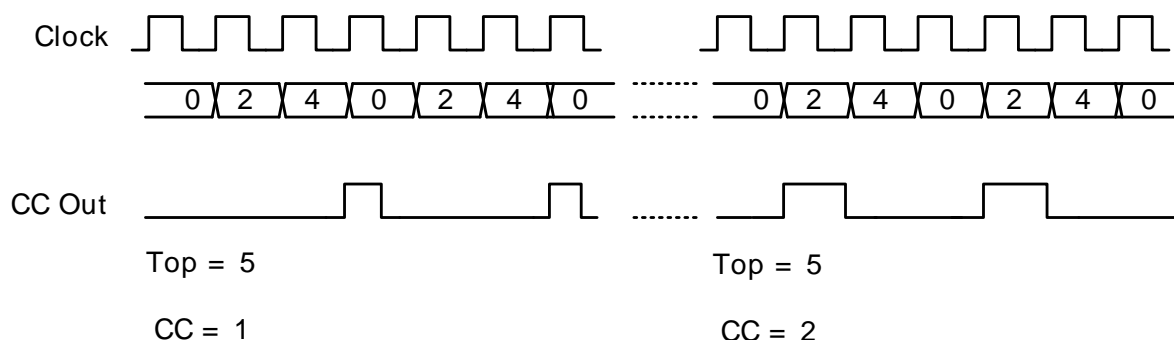 Clock
0 2 4 0 2 4 0 0 2 4 0 2 4 0
CC Out
Top = 5 Top = 5
CC = 1 CC = 2